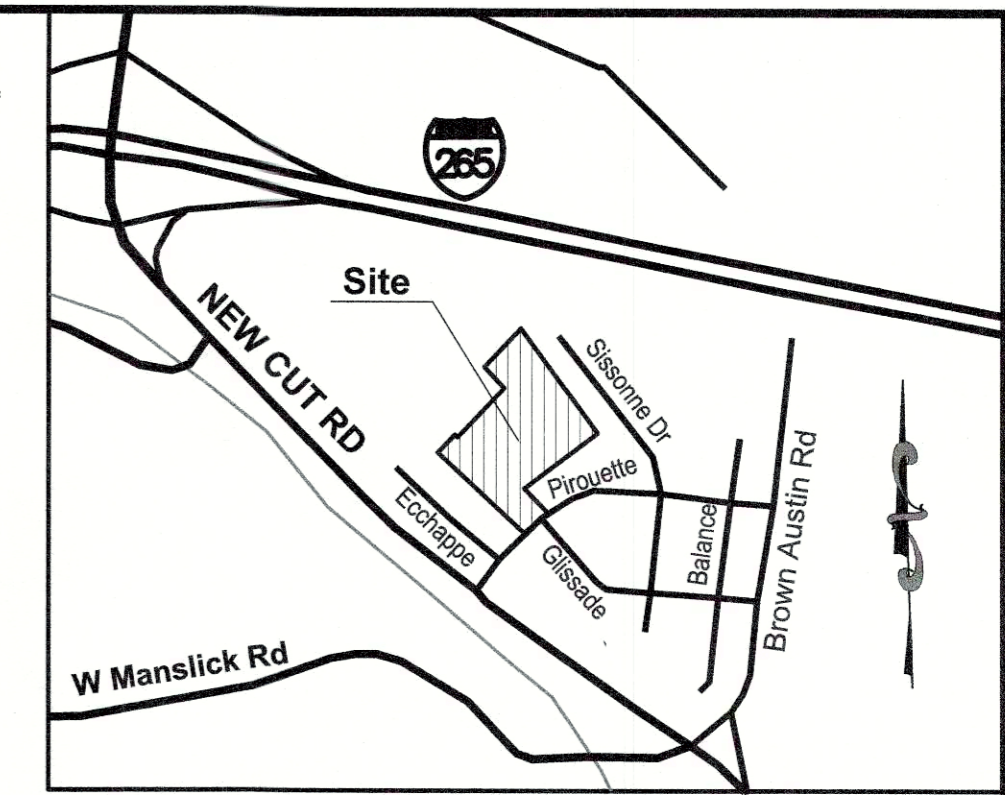 265
Site
NEW CUT RD
Sissonne Dr
Pirouette
Ecchappe
Glissade
Balance
Brown Austin Rd
W Manslick Rd